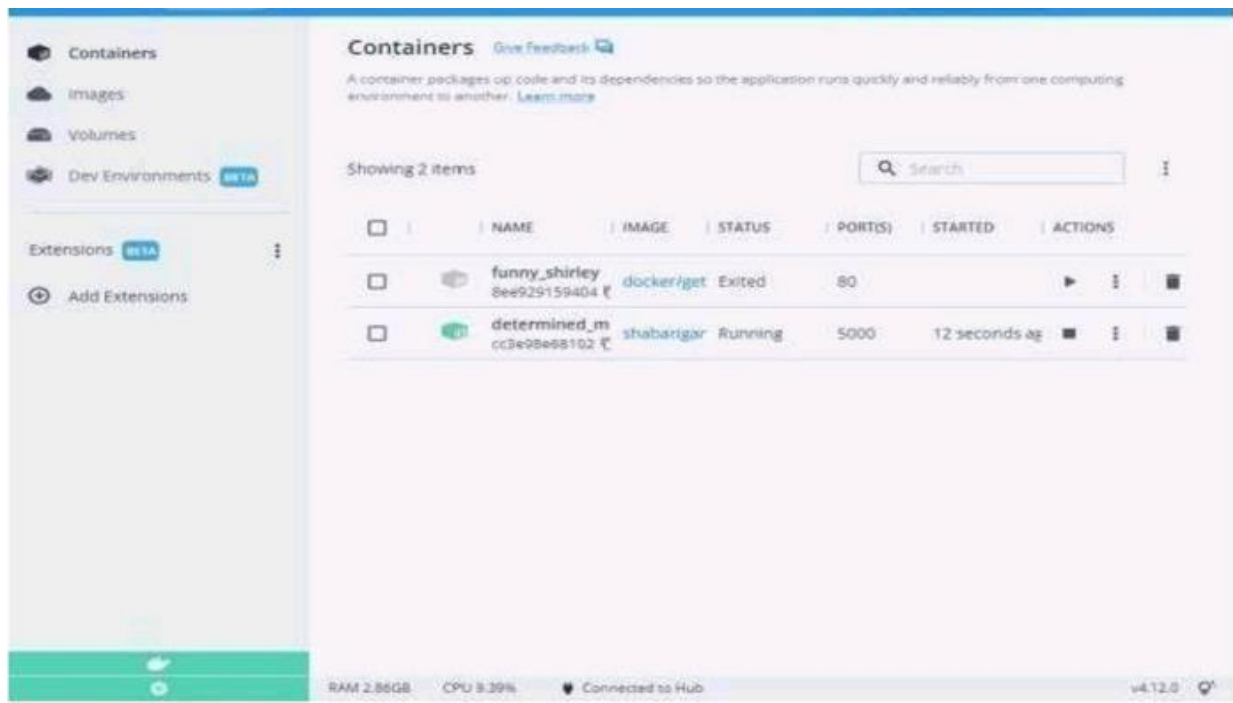 Containers
Images
Volumes
Dev Environments BETA
Extensions BETA
Add Extensions
Containers Give Feedback
A container packages up code and its dependencies so the application runs quickly and reliably from one computing
environment to another. Learn more
Showing 2 items
Search
NAME IMAGE STATUS PORT(S) STARTED ACTIONS
funny_shirley docker/get Exited 80
8ee929159404
determined_m shabarigar Running 5000 12 seconds ag
cc3e98e68102
RAM 2.86GB CPU 9.39% Connected to Hub v4.12.0